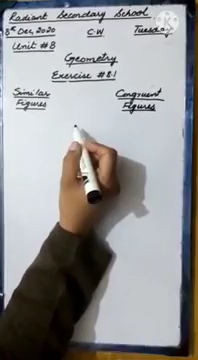 Radiant Secondary School
8th Dec, 2020 C.W Tuesday
Unit # 8
Geometry
Exercise # 8.1
Similar Figures
Congruent Figures